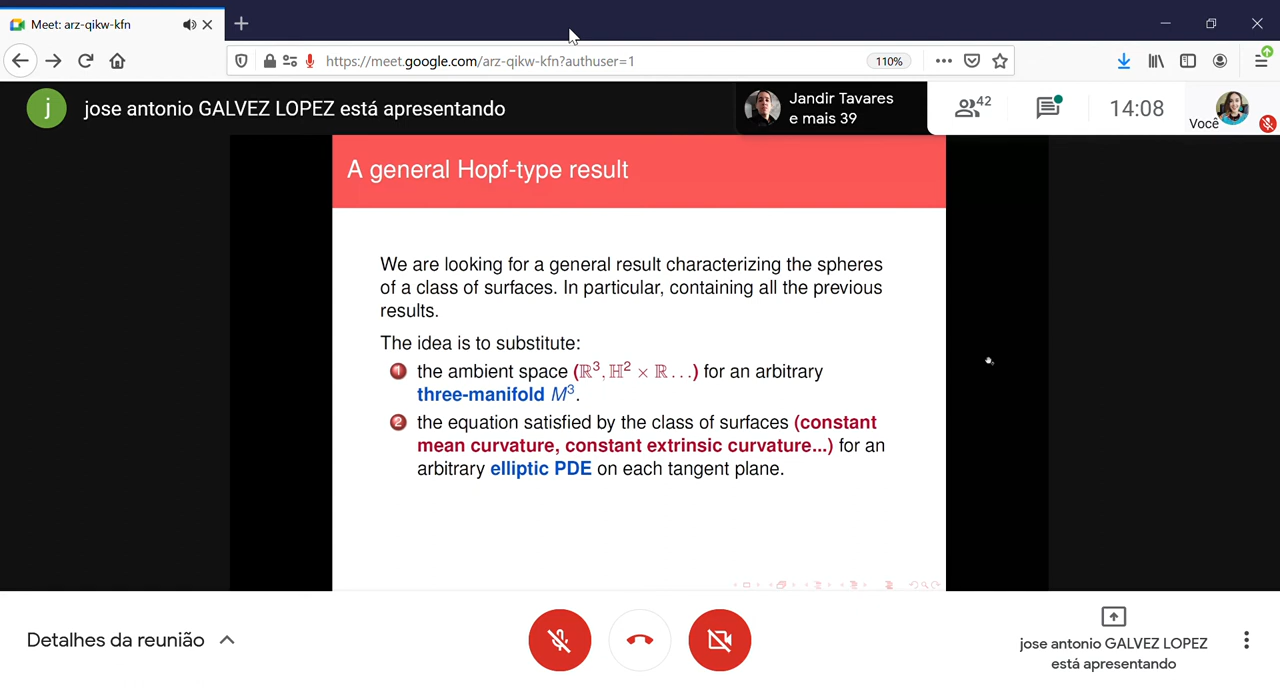 Meet: arz-qikw-kfn
https://meet.google.com/arz-qikw-kfn?authuser=1
110%
j
jose antonio GALVEZ LOPEZ está apresentando
Jandir Tavares
e mais 39
42
14:08
Você
A general Hopf-type result
We are looking for a general result characterizing the spheres
of a class of surfaces. In particular, containing all the previous
results.
The idea is to substitute:
1 the ambient space (ℝ³, ℍ² × ℝ...) for an arbitrary
three-manifold M³.
2 the equation satisfied by the class of surfaces (constant
mean curvature, constant extrinsic curvature...) for an
arbitrary elliptic PDE on each tangent plane.
Detalhes da reunião
jose antonio GALVEZ LOPEZ
está apresentando